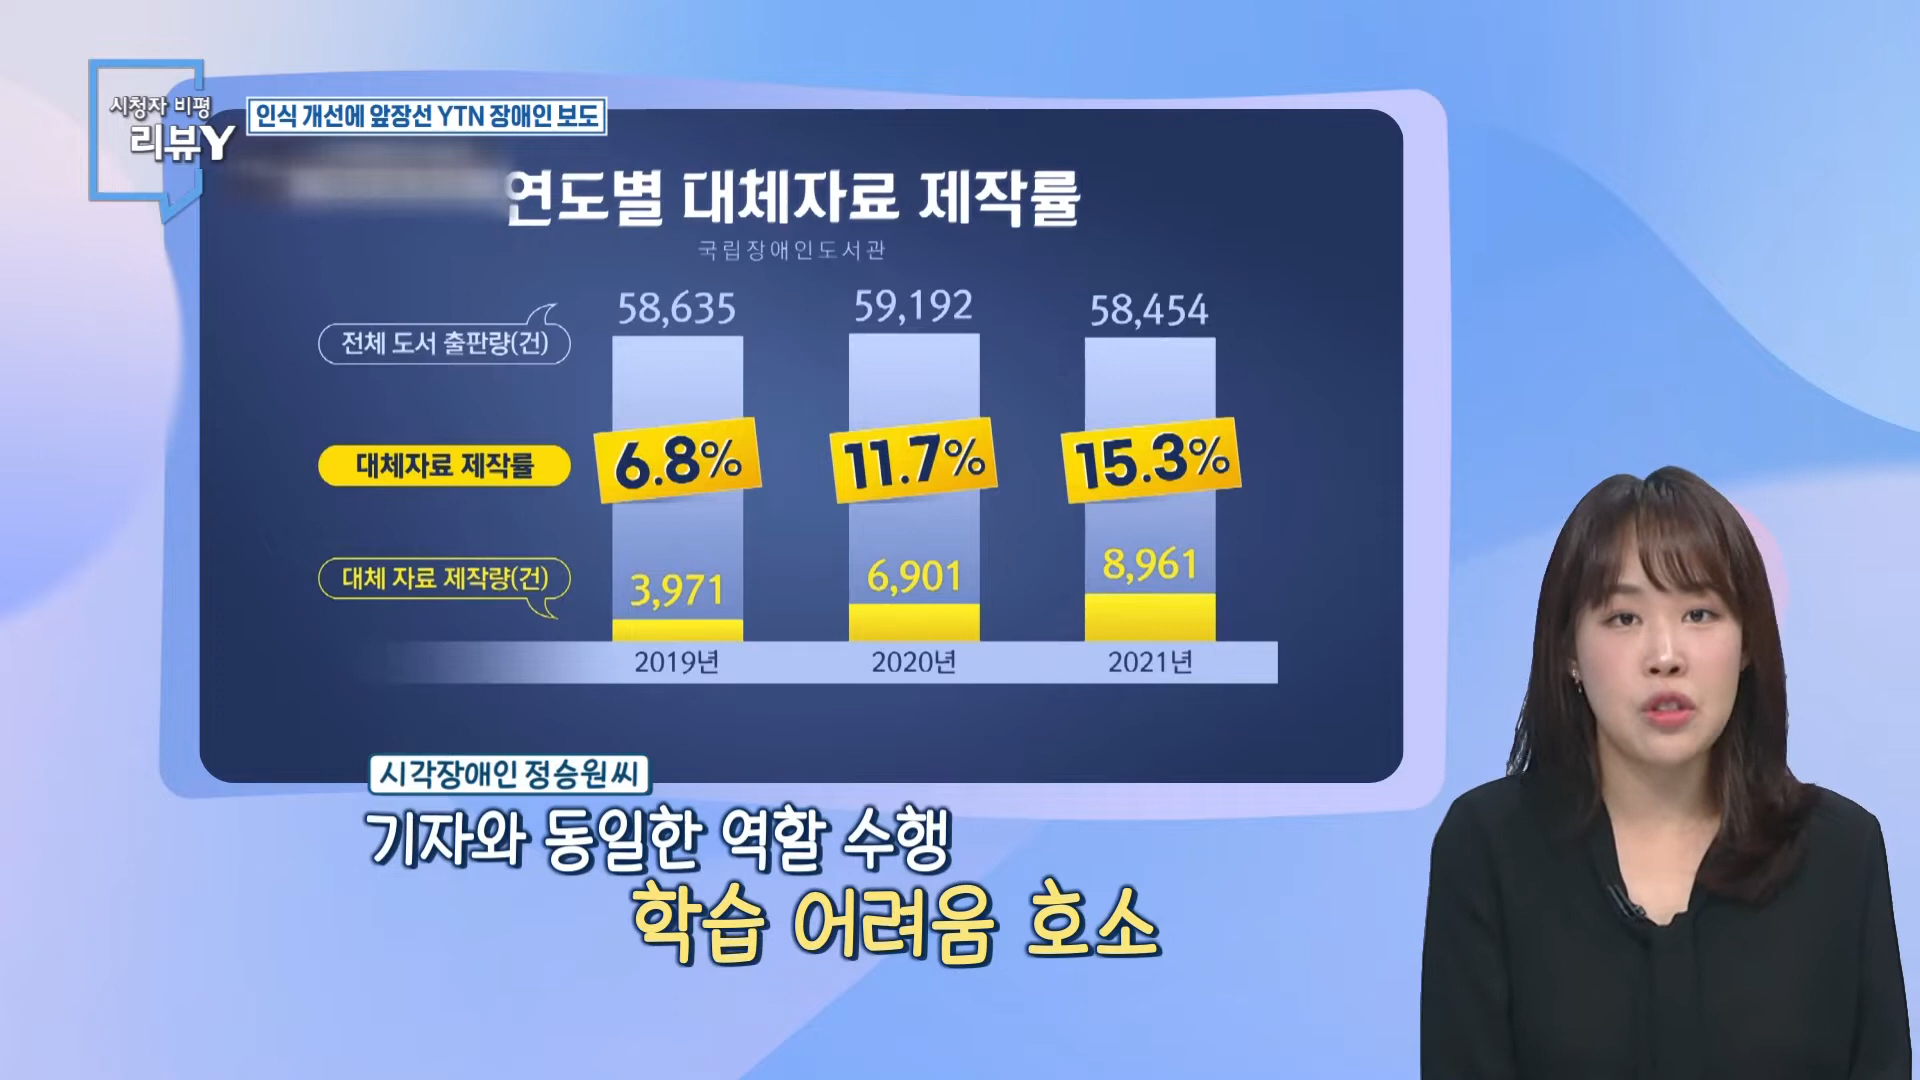 시청자 비평
리뷰Y
인식 개선에 앞장선 YTN 장애인 보도
연도별 대체자료 제작률
국립장애인도서관
전체 도서 출판량(건)
58,635
59,192
58,454
대체자료 제작률
6.8%
11.7%
15.3%
대체 자료 제작량(건)
3,971
6,901
8,961
2019년
2020년
2021년
시각장애인 정승원 씨
기자와 동일한 역할 수행
학습 어려움 호소